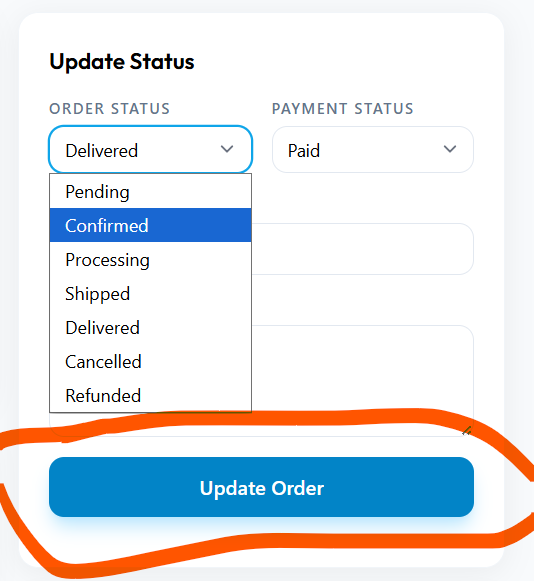 Update Status
ORDER STATUS
PAYMENT STATUS
Delivered
Paid
Pending
Confirmed
Processing
Shipped
Delivered
Cancelled
Refunded
Update Order